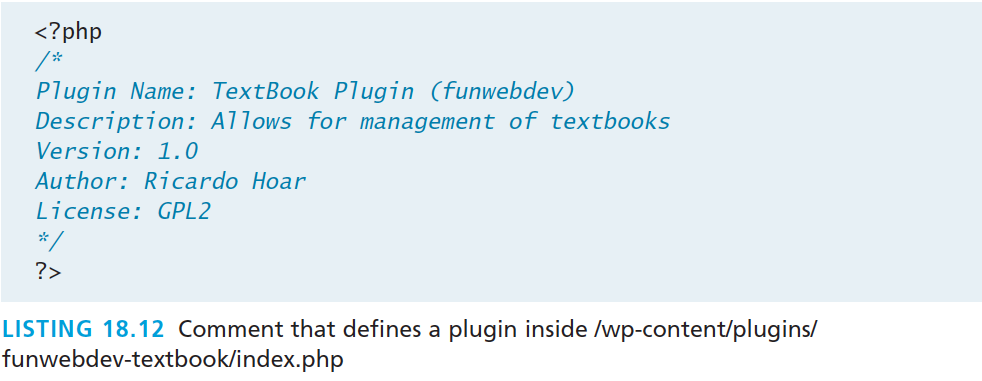 <?php
/*
Plugin Name: TextBook Plugin (funwebdev)
Description: Allows for management of textbooks
Version: 1.0
Author: Ricardo Hoar
License: GPL2
*/
?>
LISTING 18.12 Comment that defines a plugin inside /wp-content/plugins/
funwebdev-textbook/index.php